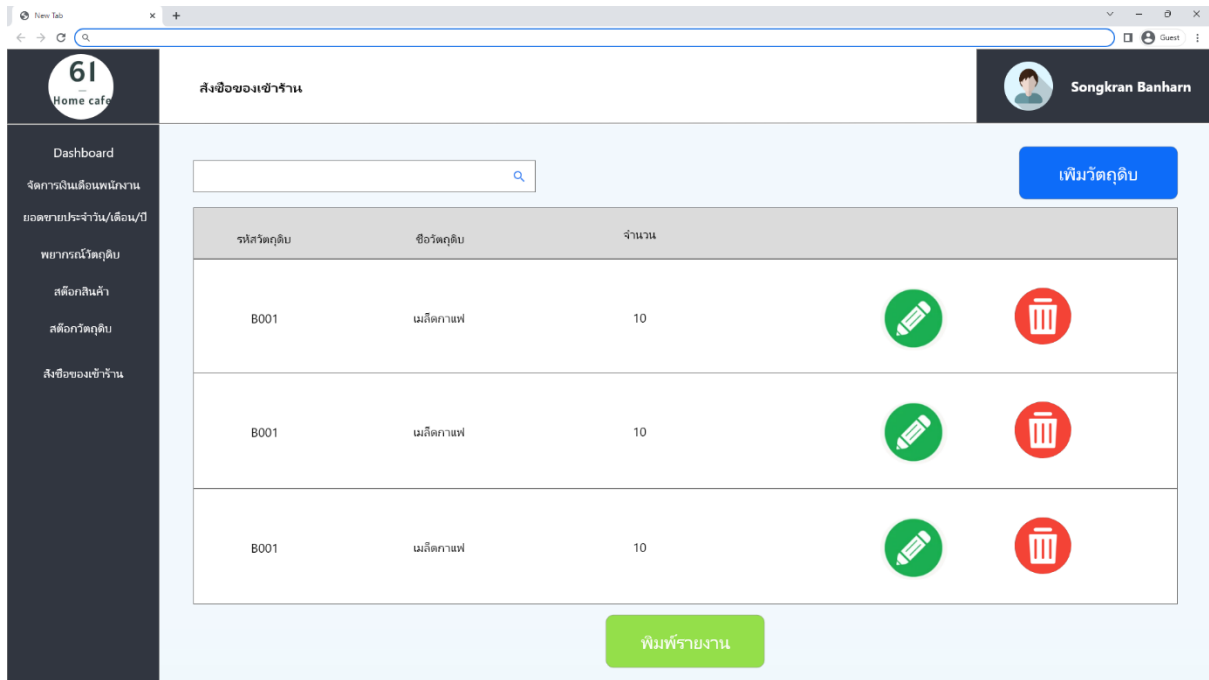 New Tab
Guest
61
Home cafe
สั่งซื้อของเข้าร้าน
Songkran Banharn
Dashboard
จัดการเงินเดือนพนักงาน
ยอดขายประจำวัน/เดือน/ปี
พยากรณ์วัตถุดิบ
สต๊อกสินค้า
สต๊อกวัตถุดิบ
สั่งซื้อของเข้าร้าน
เพิ่มวัตถุดิบ
รหัสวัตถุดิบ ชื่อวัตถุดิบ จำนวน
B001 เมล็ดกาแฟ 10
B001 เมล็ดกาแฟ 10
B001 เมล็ดกาแฟ 10
พิมพ์รายงาน